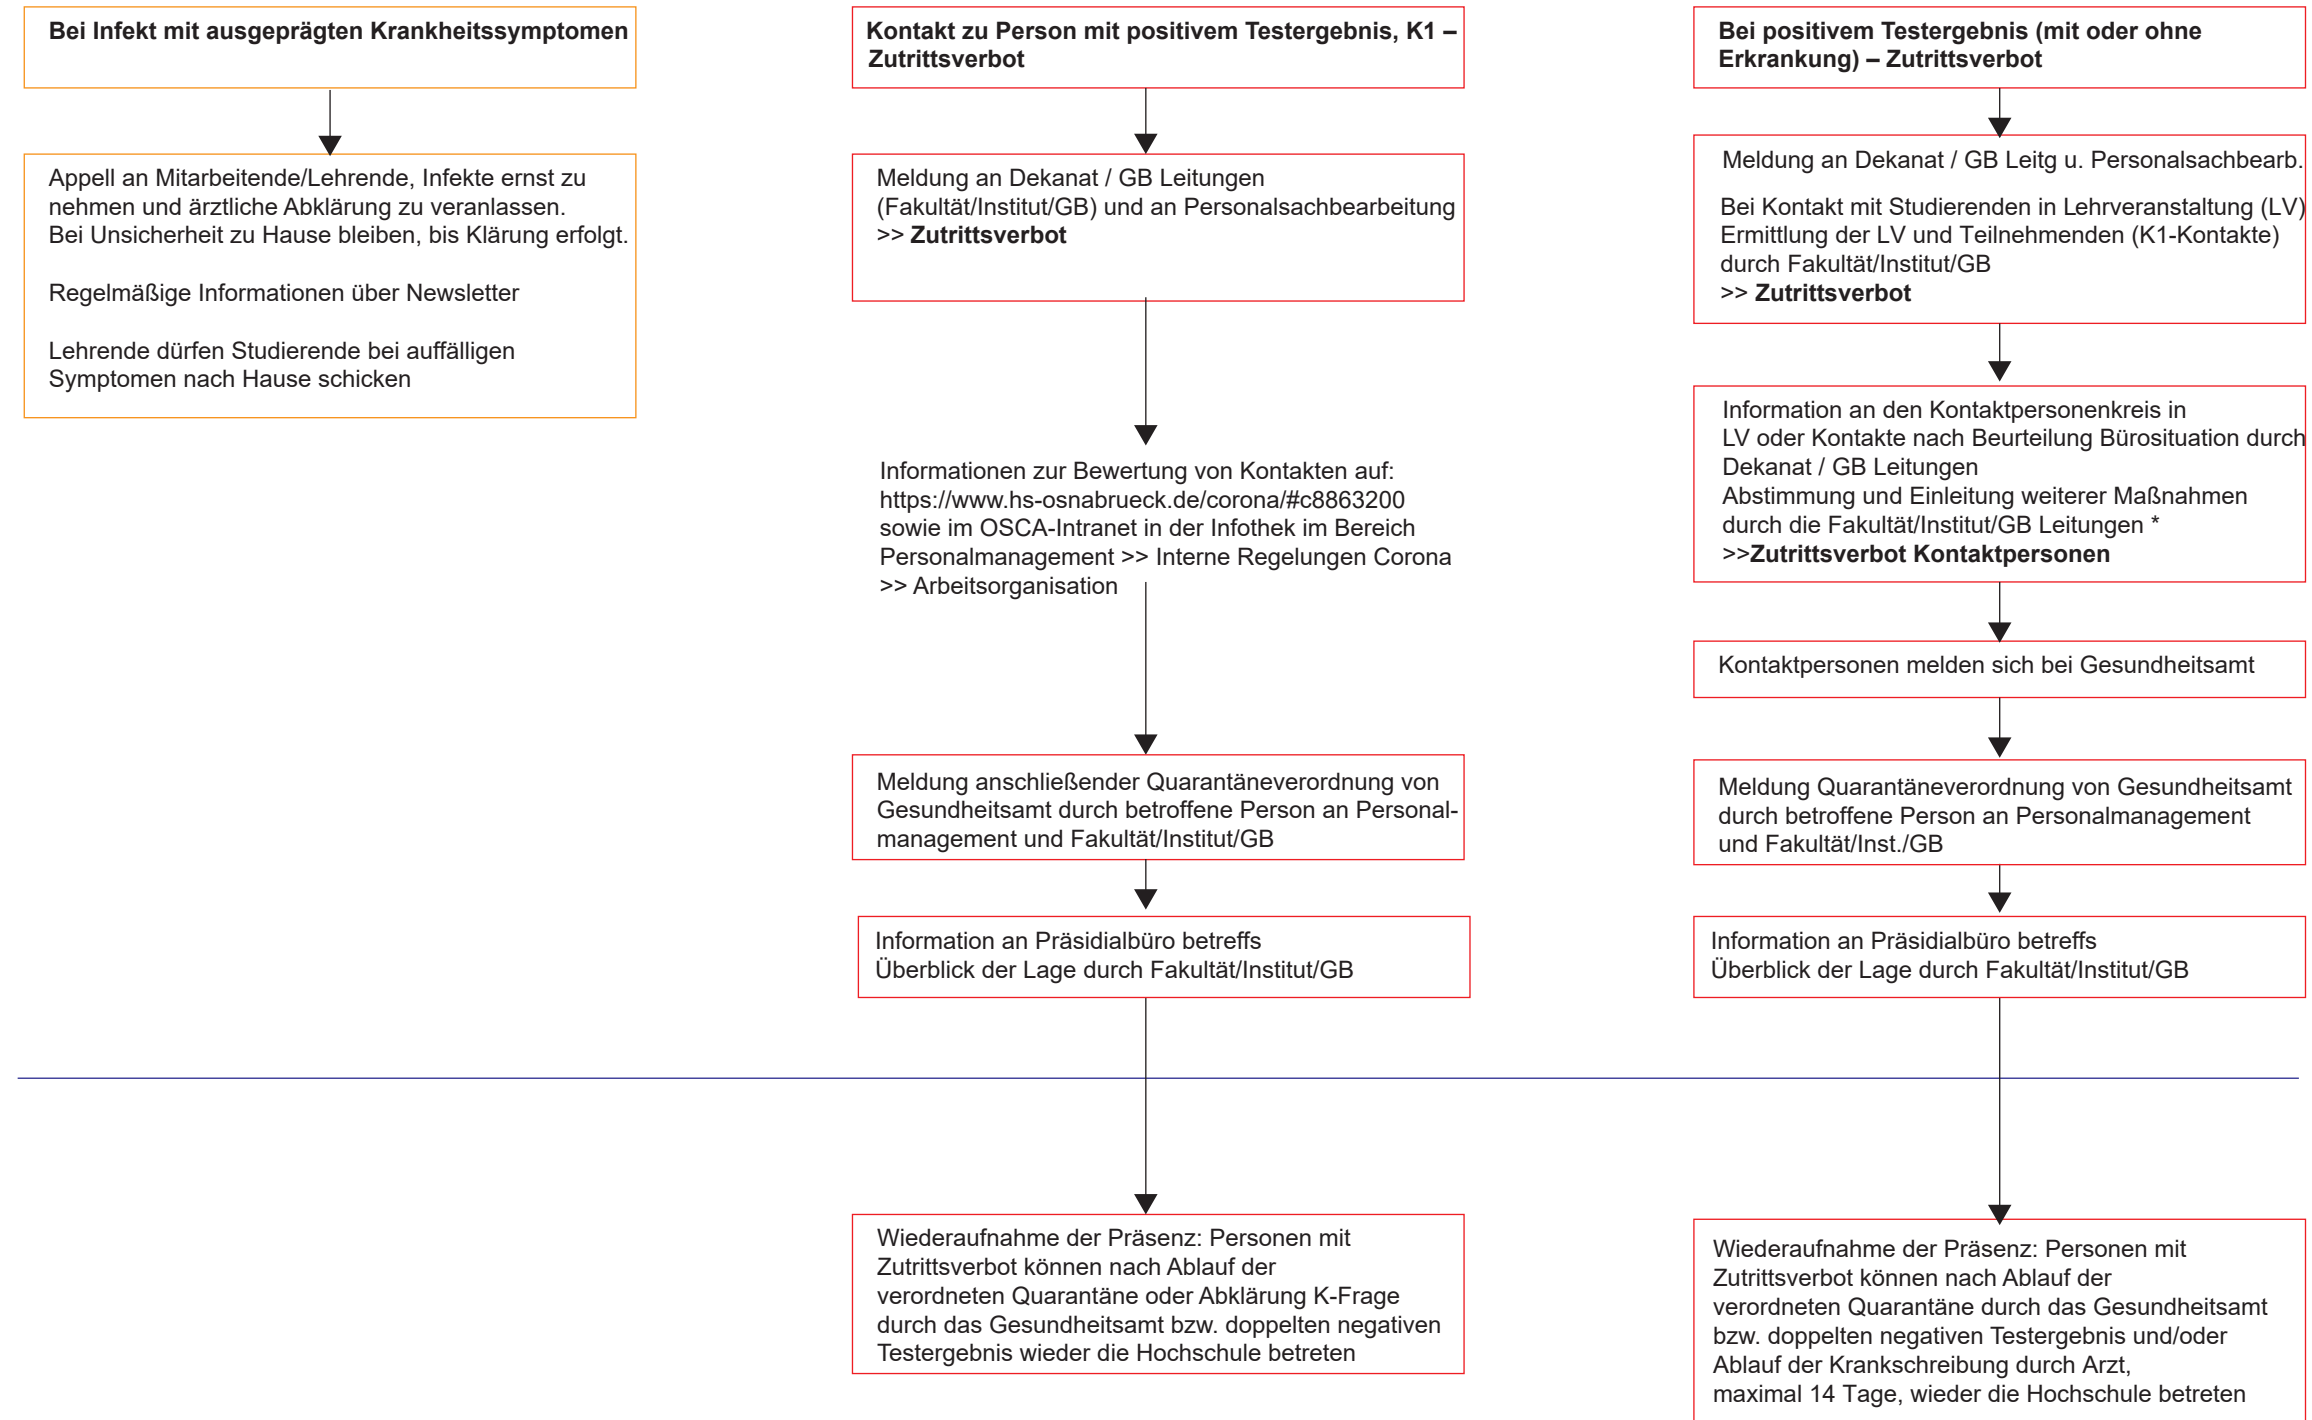 Bei Infekt mit ausgeprägten Krankheitssymptomen
Appell an Mitarbeitende/Lehrende, Infekte ernst zu
nehmen und ärztliche Abklärung zu veranlassen.
Bei Unsicherheit zu Hause bleiben, bis Klärung erfolgt.
Regelmäßige Informationen über Newsletter
Lehrende dürfen Studierende bei auffälligen
Symptomen nach Hause schicken
Kontakt zu Person mit positivem Testergebnis, K1 –
Zutrittsverbot
Meldung an Dekanat / GB Leitungen
(Fakultät/Institut/GB) und an Personalsachbearbeitung
>> Zutrittsverbot
Informationen zur Bewertung von Kontakten auf:
https://www.hs-osnabrueck.de/corona/#c8863200
sowie im OSCA-Intranet in der Infothek im Bereich
Personalmanagement >> Interne Regelungen Corona
>> Arbeitsorganisation
Meldung anschließender Quarantäneverordnung von
Gesundheitsamt durch betroffene Person an Personal-
management und Fakultät/Institut/GB
Information an Präsidialbüro betreffs
Überblick der Lage durch Fakultät/Institut/GB
Wiederaufnahme der Präsenz: Personen mit
Zutrittsverbot können nach Ablauf der
verordneten Quarantäne oder Abklärung K-Frage
durch das Gesundheitsamt bzw. doppelten negativen
Testergebnis wieder die Hochschule betreten
Bei positivem Testergebnis (mit oder ohne
Erkrankung) – Zutrittsverbot
Meldung an Dekanat / GB Leitg u. Personalsachbearb.
Bei Kontakt mit Studierenden in Lehrveranstaltung (LV)
Ermittlung der LV und Teilnehmenden (K1-Kontakte)
durch Fakultät/Institut/GB
>> Zutrittsverbot
Information an den Kontaktpersonenkreis in
LV oder Kontakte nach Beurteilung Bürosituation durch
Dekanat / GB Leitungen
Abstimmung und Einleitung weiterer Maßnahmen
durch die Fakultät/Institut/GB Leitungen *
>>Zutrittsverbot Kontaktpersonen
Kontaktpersonen melden sich bei Gesundheitsamt
Meldung Quarantäneverordnung von Gesundheitsamt
durch betroffene Person an Personalmanagement
und Fakultät/Inst./GB
Information an Präsidialbüro betreffs
Überblick der Lage durch Fakultät/Institut/GB
Wiederaufnahme der Präsenz: Personen mit
Zutrittsverbot können nach Ablauf der
verordneten Quarantäne durch das Gesundheitsamt
bzw. doppelten negativen Testergebnis und/oder
Ablauf der Krankschreibung durch Arzt,
maximal 14 Tage, wieder die Hochschule betreten